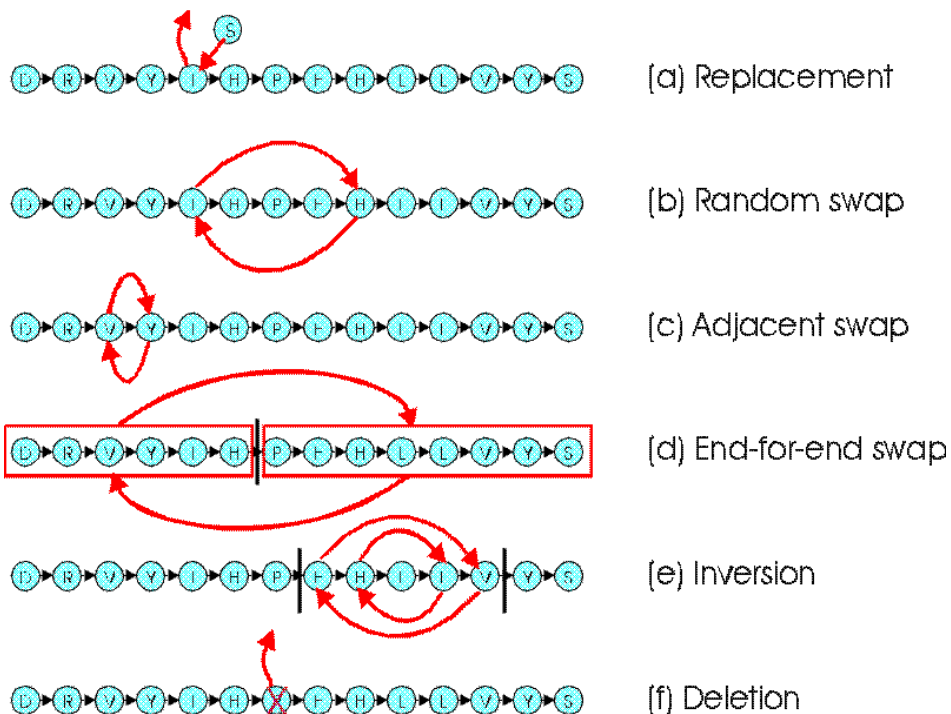 S
D R V Y I H P F H L L V Y S (a) Replacement
D R V Y I H P F H L L V Y S (b) Random swap
D R V Y I H P F H L L V Y S (c) Adjacent swap
D R V Y I H P F H L L V Y S (d) End-for-end swap
D R V Y I H P F H L L V Y S (e) Inversion
D R V Y I H F H L L V Y S (f) Deletion